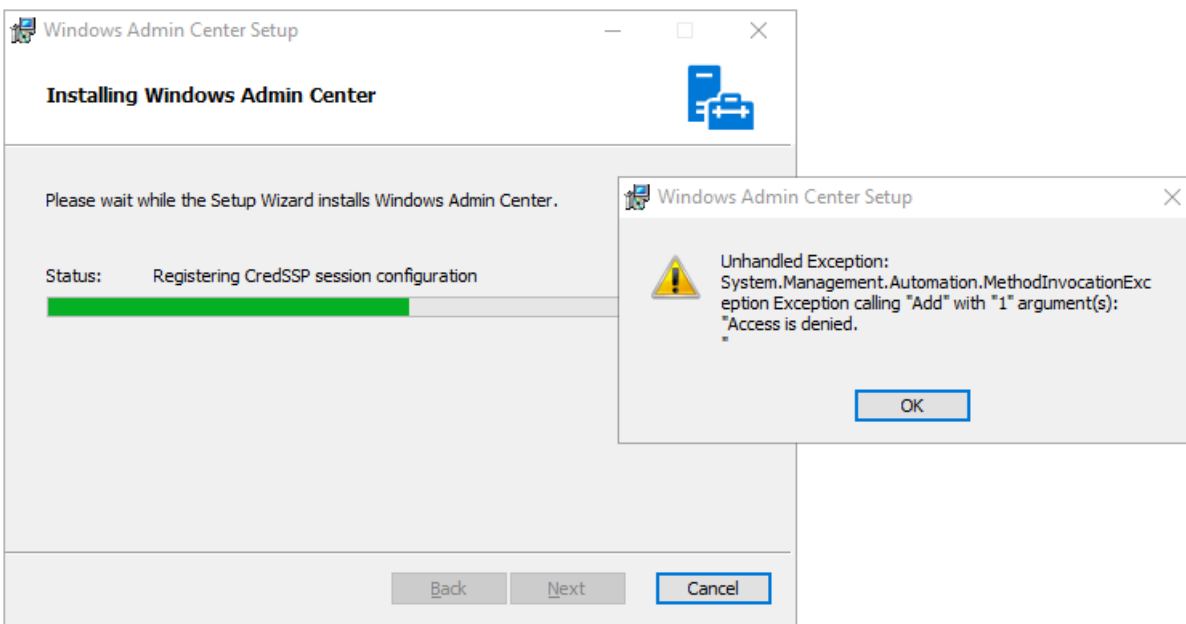 Windows Admin Center Setup
Installing Windows Admin Center
Please wait while the Setup Wizard installs Windows Admin Center.
Status: Registering CredSSP session configuration
Windows Admin Center Setup
Unhandled Exception:
System.Management.Automation.MethodInvocationExc
eption Exception calling "Add" with "1" argument(s):
"Access is denied.
"
OK
Back Next Cancel